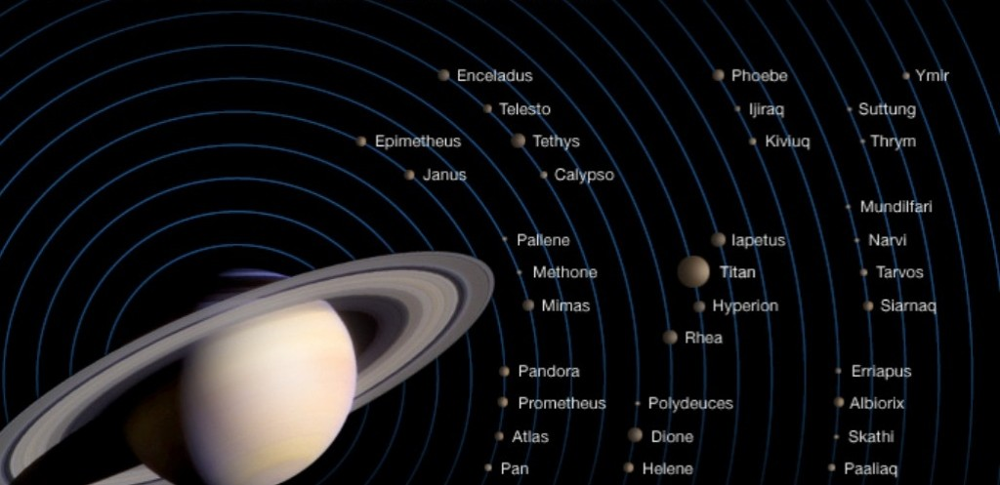 Enceladus
Phoebe
Ymir
Telesto
Ijiraq
Suttung
Epimetheus
Tethys
Kiviuq
Thrym
Janus
Calypso
Mundilfari
Pallene
Iapetus
Narvi
Methone
Titan
Tarvos
Mimas
Hyperion
Siarnaq
Rhea
Pandora
Erriapus
Prometheus
Polydeuces
Albiorix
Atlas
Dione
Skathi
Pan
Helene
Paaliaq